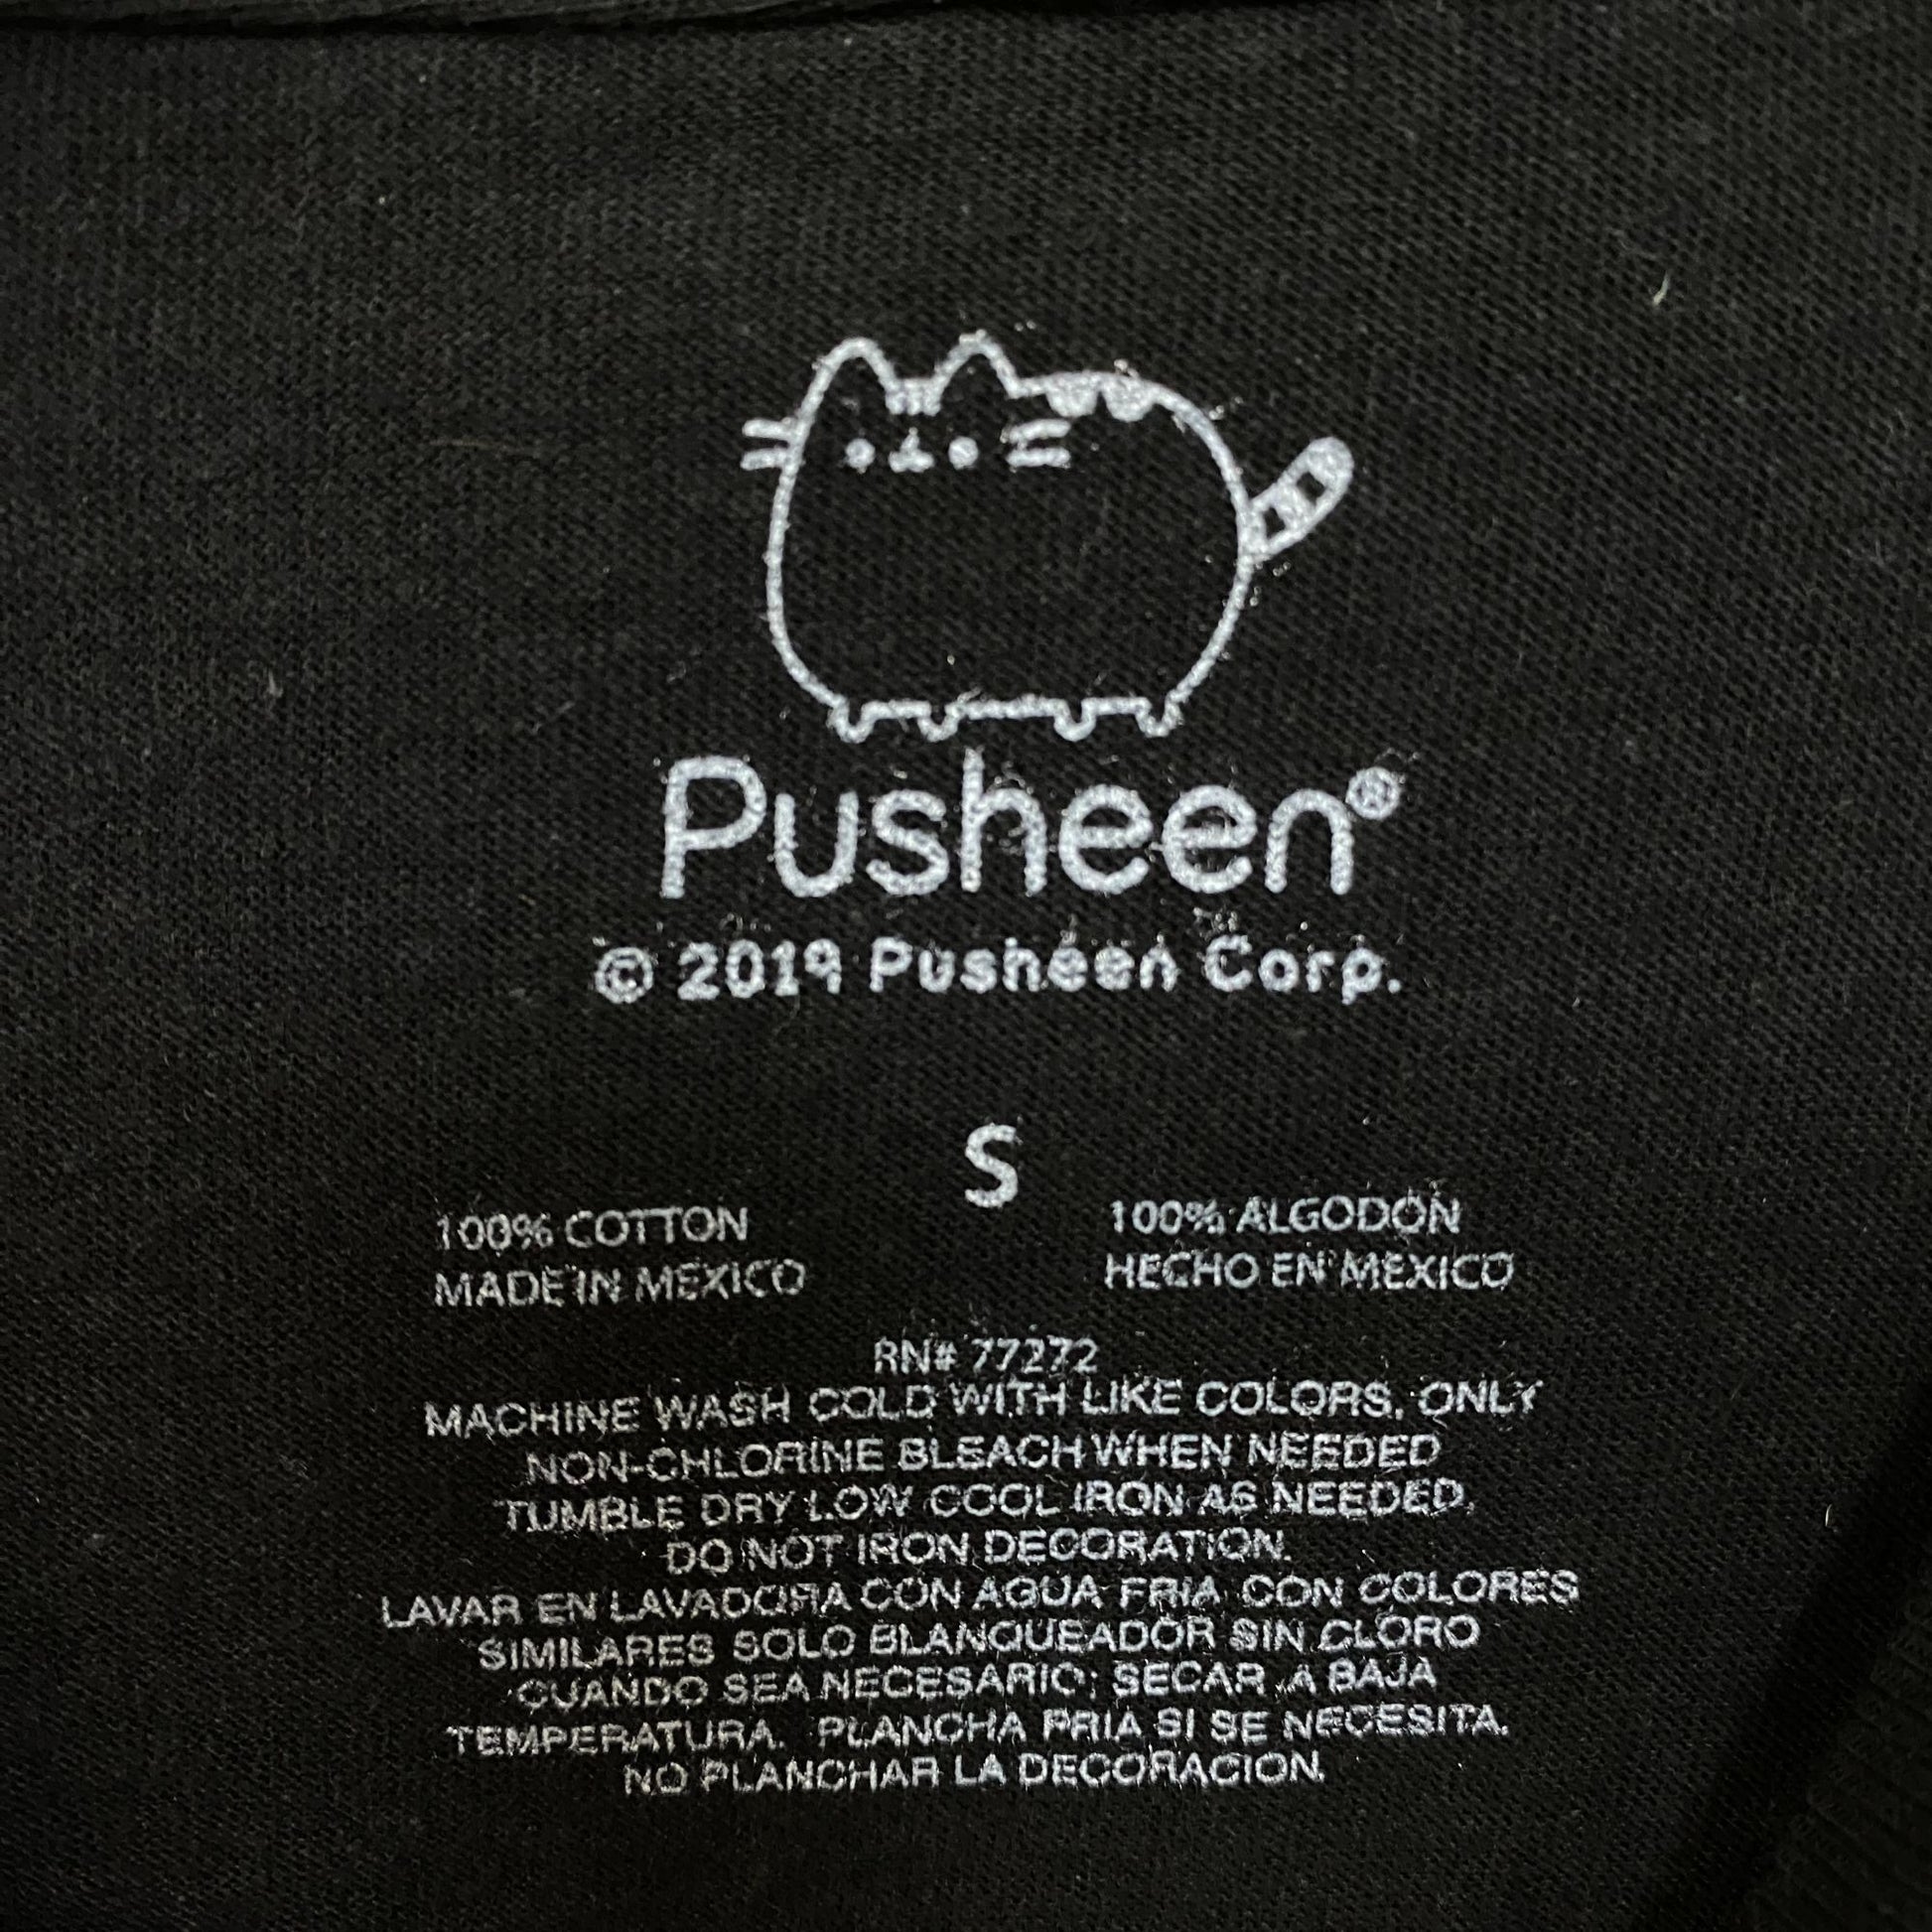 Pusheen®
© 2019 Pusheen Corp.
S
100% COTTON
MADE IN MEXICO
100% ALGODÓN
HECHO EN MEXICO
RN# 77272
MACHINE WASH COLD WITH LIKE COLORS, ONLY
NON-CHLORINE BLEACH WHEN NEEDED
TUMBLE DRY LOW COOL IRON AS NEEDED.
DO NOT IRON DECORATION.
LAVAR EN LAVADORA CON AGUA FRIA CON COLORES
SIMILARES SOLO BLANQUEADOR SIN CLORO
CUANDO SEA NECESARIO; SECAR A BAJA
TEMPERATURA. PLANCHA FRIA SI SE NECESITA.
NO PLANCHAR LA DECORACION.